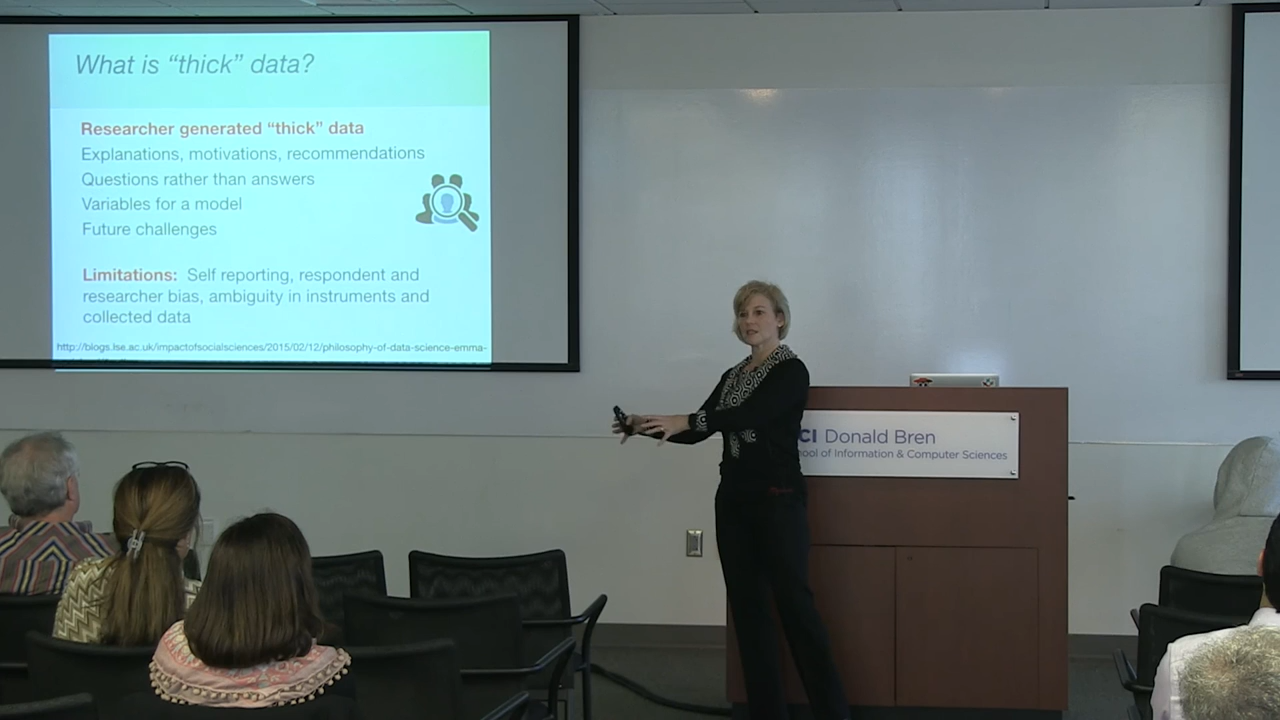 What is “thick” data?
Researcher generated “thick” data
Explanations, motivations, recommendations
Questions rather than answers
Variables for a model
Future challenges
Limitations: Self reporting, respondent and
researcher bias, ambiguity in instruments and
collected data
http://blogs.lse.ac.uk/impactofsocialsciences/2015/02/12/philosophy-of-data-science-emma-
CI Donald Bren
ool of Information & Computer Sciences